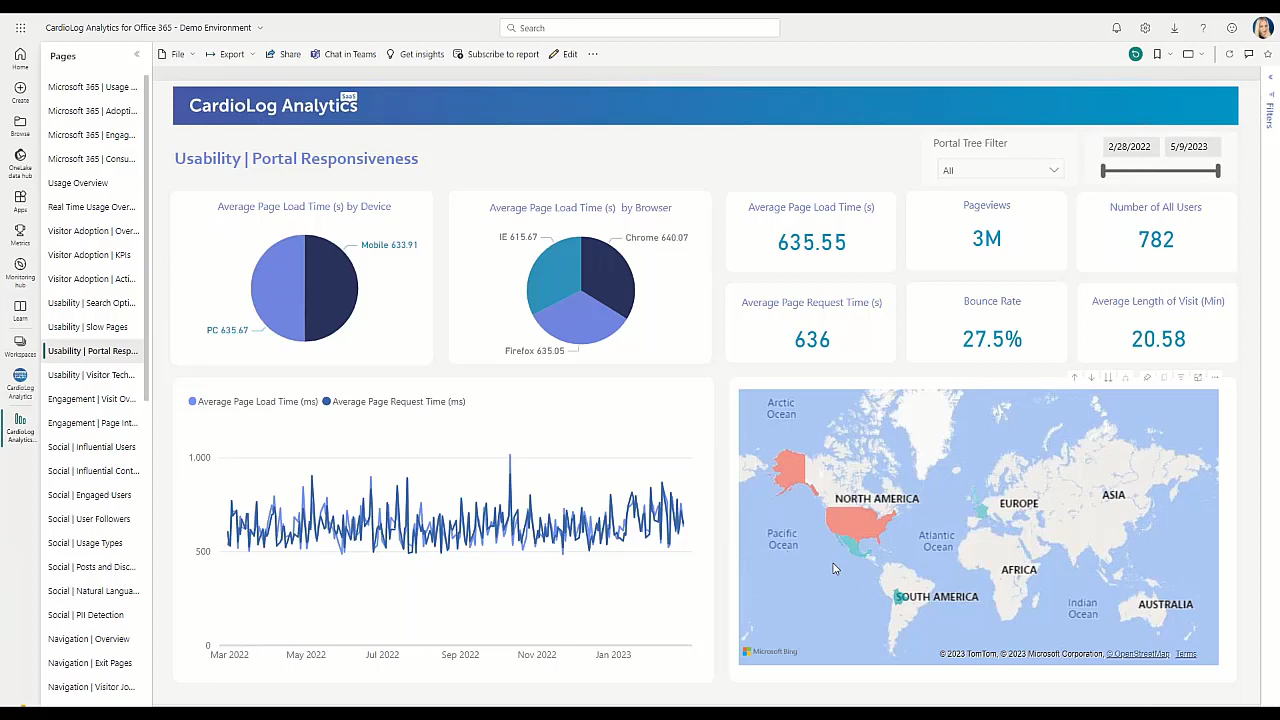 CardioLog Analytics for Office 365 - Demo Environment
Search
Home
Create
Browse
OneLake data hub
Apps
Metrics
Monitoring hub
Learn
Workspaces
CardioLog Analytics
CardioLog Analytics...
Pages
Microsoft 365 | Usage ...
Microsoft 365 | Adopti...
Microsoft 365 | Engag...
Microsoft 365 | Consu...
Usage Overview
Real Time Usage Over...
Visitor Adoption | Over...
Visitor Adoption | KPIs
Visitor Adoption | Acti...
Usability | Search Opti...
Usability | Slow Pages
Usability | Portal Resp...
Usability | Visitor Tech...
Engagement | Visit Ov...
Engagement | Page Int...
Social | Influential Users
Social | Influential Cont...
Social | Engaged Users
Social | User Followers
Social | Usage Types
Social | Posts and Disc...
Social | Natural Langua...
Social | PII Detection
Navigation | Overview
Navigation | Exit Pages
Navigation | Visitor Jo...
File
Export
Share
Chat in Teams
Get insights
Subscribe to report
Edit
Filters
CardioLog Analytics SaaS
Usability | Portal Responsiveness
Portal Tree Filter
All
2/28/2022 5/9/2023
Average Page Load Time (s) by Device
Mobile 633.91
PC 635.67
Average Page Load Time (s) by Browser
IE 615.67
Chrome 640.07
Firefox 635.05
Average Page Load Time (s)
635.55
Pageviews
3M
Number of All Users
782
Average Page Request Time (s)
636
Bounce Rate
27.5%
Average Length of Visit (Min)
20.58
Average Page Load Time (ms) Average Page Request Time (ms)
1,000
500
0
Mar 2022 May 2022 Jul 2022 Sep 2022 Nov 2022 Jan 2023
Arctic
Ocean
NORTH AMERICA
EUROPE
ASIA
Pacific
Ocean
Atlantic
Ocean
AFRICA
SOUTH AMERICA
Indian
Ocean
AUSTRALIA
Microsoft Bing
© 2023 TomTom, © 2023 Microsoft Corporation, © OpenStreetMap Terms